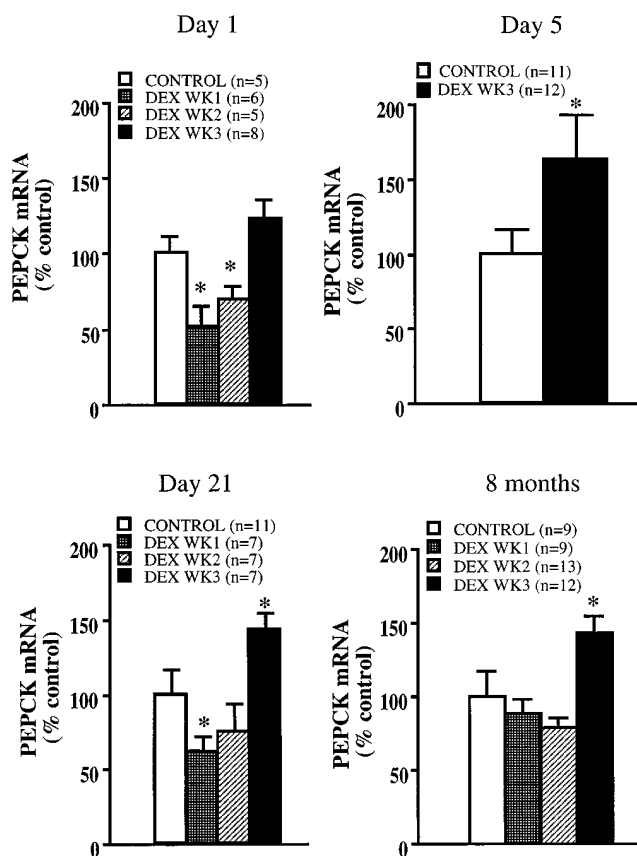 Day 1
CONTROL (n=5)
DEX WK1 (n=6)
DEX WK2 (n=5)
DEX WK3 (n=8)
PEPCK mRNA
(% control)
200
150
100
50
0
*
*
Day 5
CONTROL (n=11)
DEX WK3 (n=12)
PEPCK mRNA
(% control)
200
150
100
50
0
*
Day 21
CONTROL (n=11)
DEX WK1 (n=7)
DEX WK2 (n=7)
DEX WK3 (n=7)
PEPCK mRNA
(% control)
200
150
100
50
0
*
*
8 months
CONTROL (n=9)
DEX WK1 (n=9)
DEX WK2 (n=13)
DEX WK3 (n=12)
PEPCK mRNA
(% control)
200
150
100
50
0
*